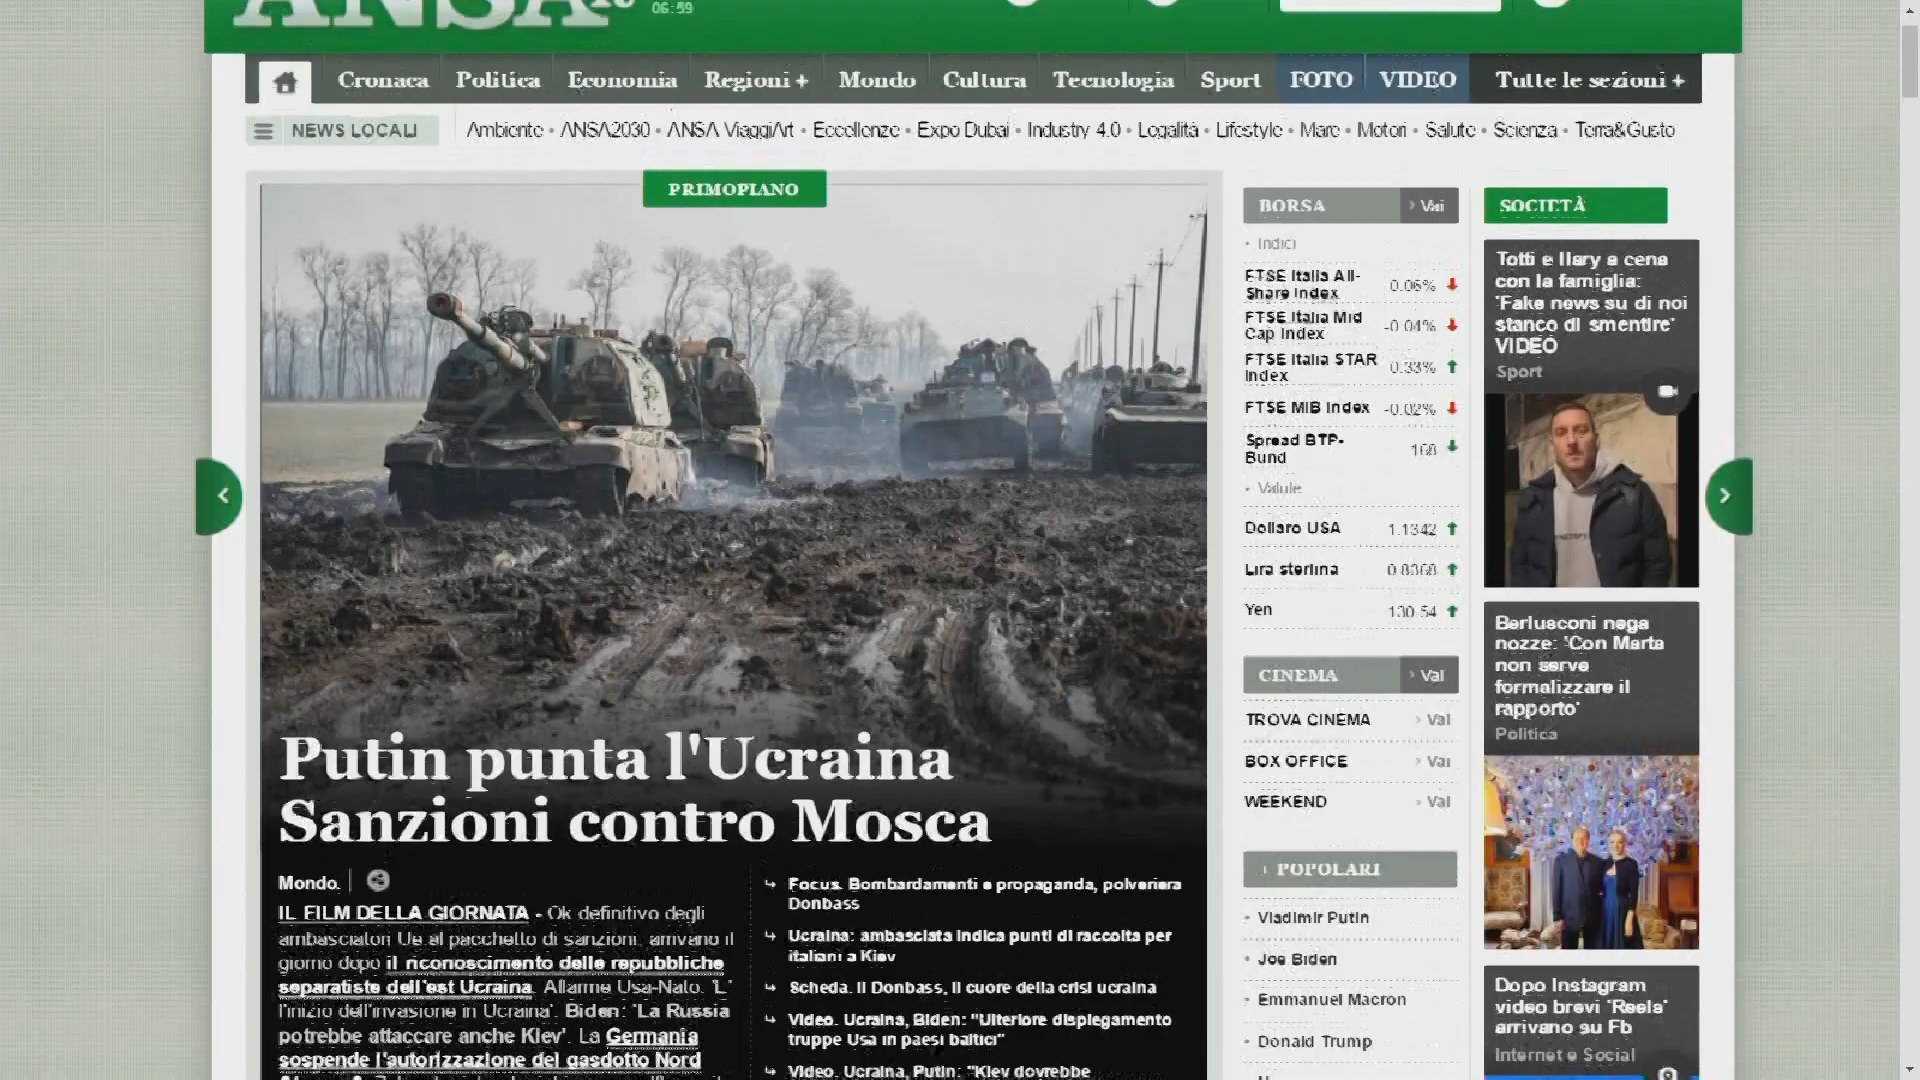 ANSA.it
06:59
Cronaca Politica Economia Regioni + Mondo Cultura Tecnologia Sport FOTO VIDEO Tutte le sezioni +
NEWS LOCALI
Ambiente • ANSA2030 • ANSA ViaggiArt • Eccellenze • Expo Dubai • Industry 4.0 • Legalità • Lifestyle • Mare • Motori • Salute • Scienza • Terra&Gusto
PRIMOPIANO
Putin punta l'Ucraina
Sanzioni contro Mosca
Mondo.
IL FILM DELLA GIORNATA - Ok definitivo degli
ambasciatori Ue al pacchetto di sanzioni, arrivano il
giorno dopo il riconoscimento delle repubbliche
separatiste dell'est Ucraina. Allarme Usa-Nato. 'L'
l'inizio dell'invasione in Ucraina'. Biden: 'La Russia
potrebbe attaccare anche Kiev'. La Germania
sospende l'autorizzazione del gasdotto Nord
Focus. Bombardamenti e propaganda, polveriera
Donbass
Ucraina: ambasciata indica punti di raccolta per
italiani a Kiev
Scheda. Il Donbass, il cuore della crisi ucraina
Video. Ucraina, Biden: "Ulteriore dispiegamento
truppe Usa in paesi baltici"
Video. Ucraina, Putin: "Kiev dovrebbe
BORSA › Vai
• Indici
FTSE Italia All-
Share Index 0.06%
FTSE Italia Mid
Cap Index -0.04%
FTSE Italia STAR
Index 0.33%
FTSE MIB Index -0.02%
Spread BTP-
Bund 168
• Valute
Dollaro USA 1.1342
Lira sterlina 0.8368
Yen 130.54
CINEMA › Vai
TROVA CINEMA › Vai
BOX OFFICE › Vai
WEEKEND › Vai
+ POPOLARI
• Vladimir Putin
• Joe Biden
• Emmanuel Macron
• Donald Trump
SOCIETÀ
Totti e Ilary a cena
con la famiglia:
'Fake news su di noi
stanco di smentire'
VIDEO
Sport
Berlusconi nega
nozze: 'Con Marta
non serve
formalizzare il
rapporto'
Politica
Dopo Instagram
video brevi 'Reels'
arrivano su Fb
Internet e Social